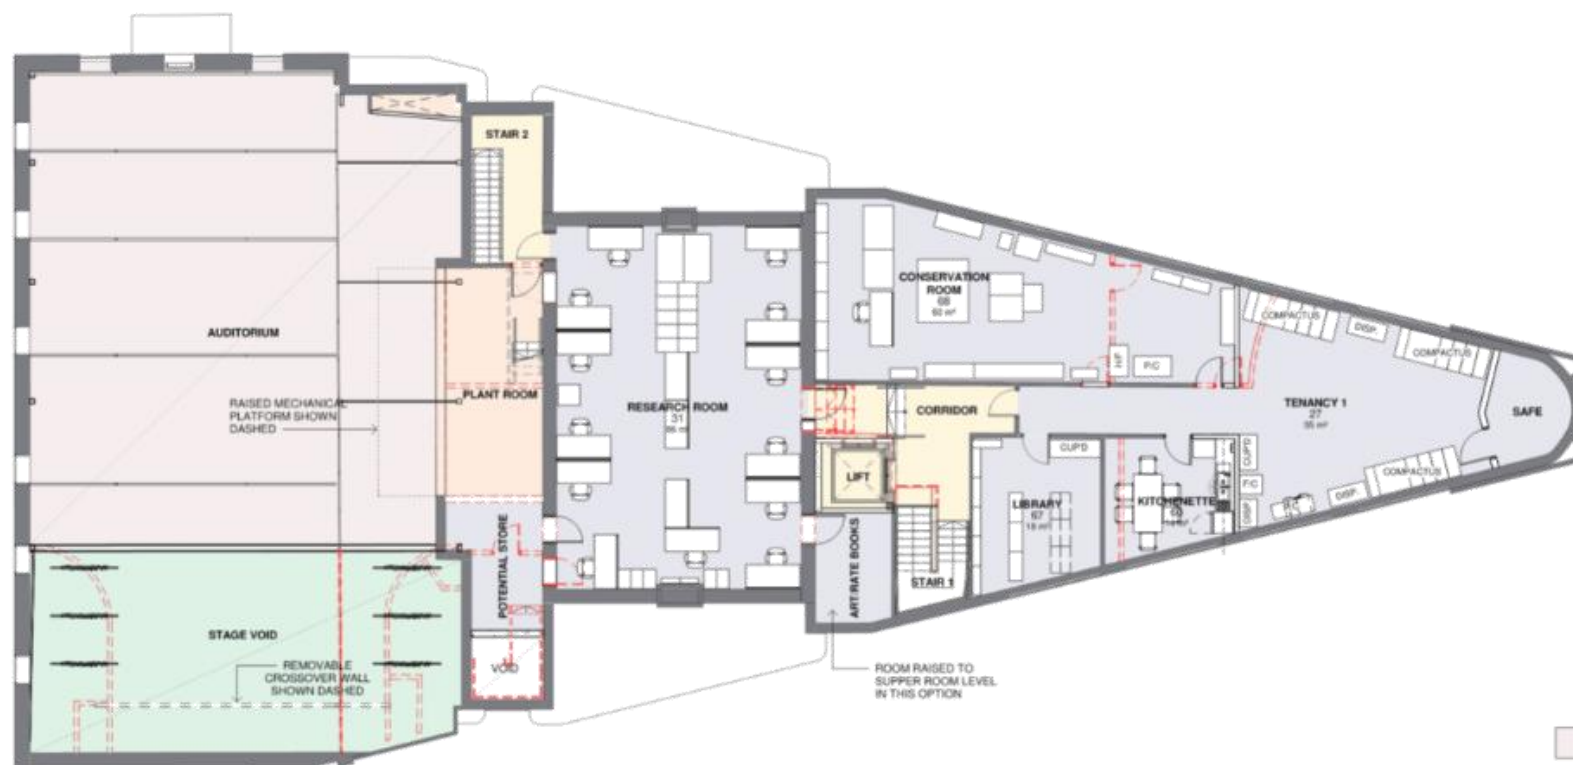 STAIR 2
AUDITORIUM
RAISED MECHANICAL
PLATFORM SHOWN
DASHED
PLANT ROOM
RESEARCH ROOM
31
86 m²
CONSERVATION
ROOM
68
60 m²
H/F
P/C
COMPACTUS
DISP.
COMPACTUS
CORRIDOR
TENANCY 1
27
SAFE
LIFT
CUP'D
LIBRARY
67
KITCHENETTE
CUP'D
F/C
DISP
DISP.
COMPACTUS
POTENTIAL STORE
ART/RATE BOOKS
STAIR 1
STAGE VOID
REMOVABLE
CROSSOVER WALL
SHOWN DASHED
VOID
ROOM RAISED TO
SUPPER ROOM LEVEL
IN THIS OPTION